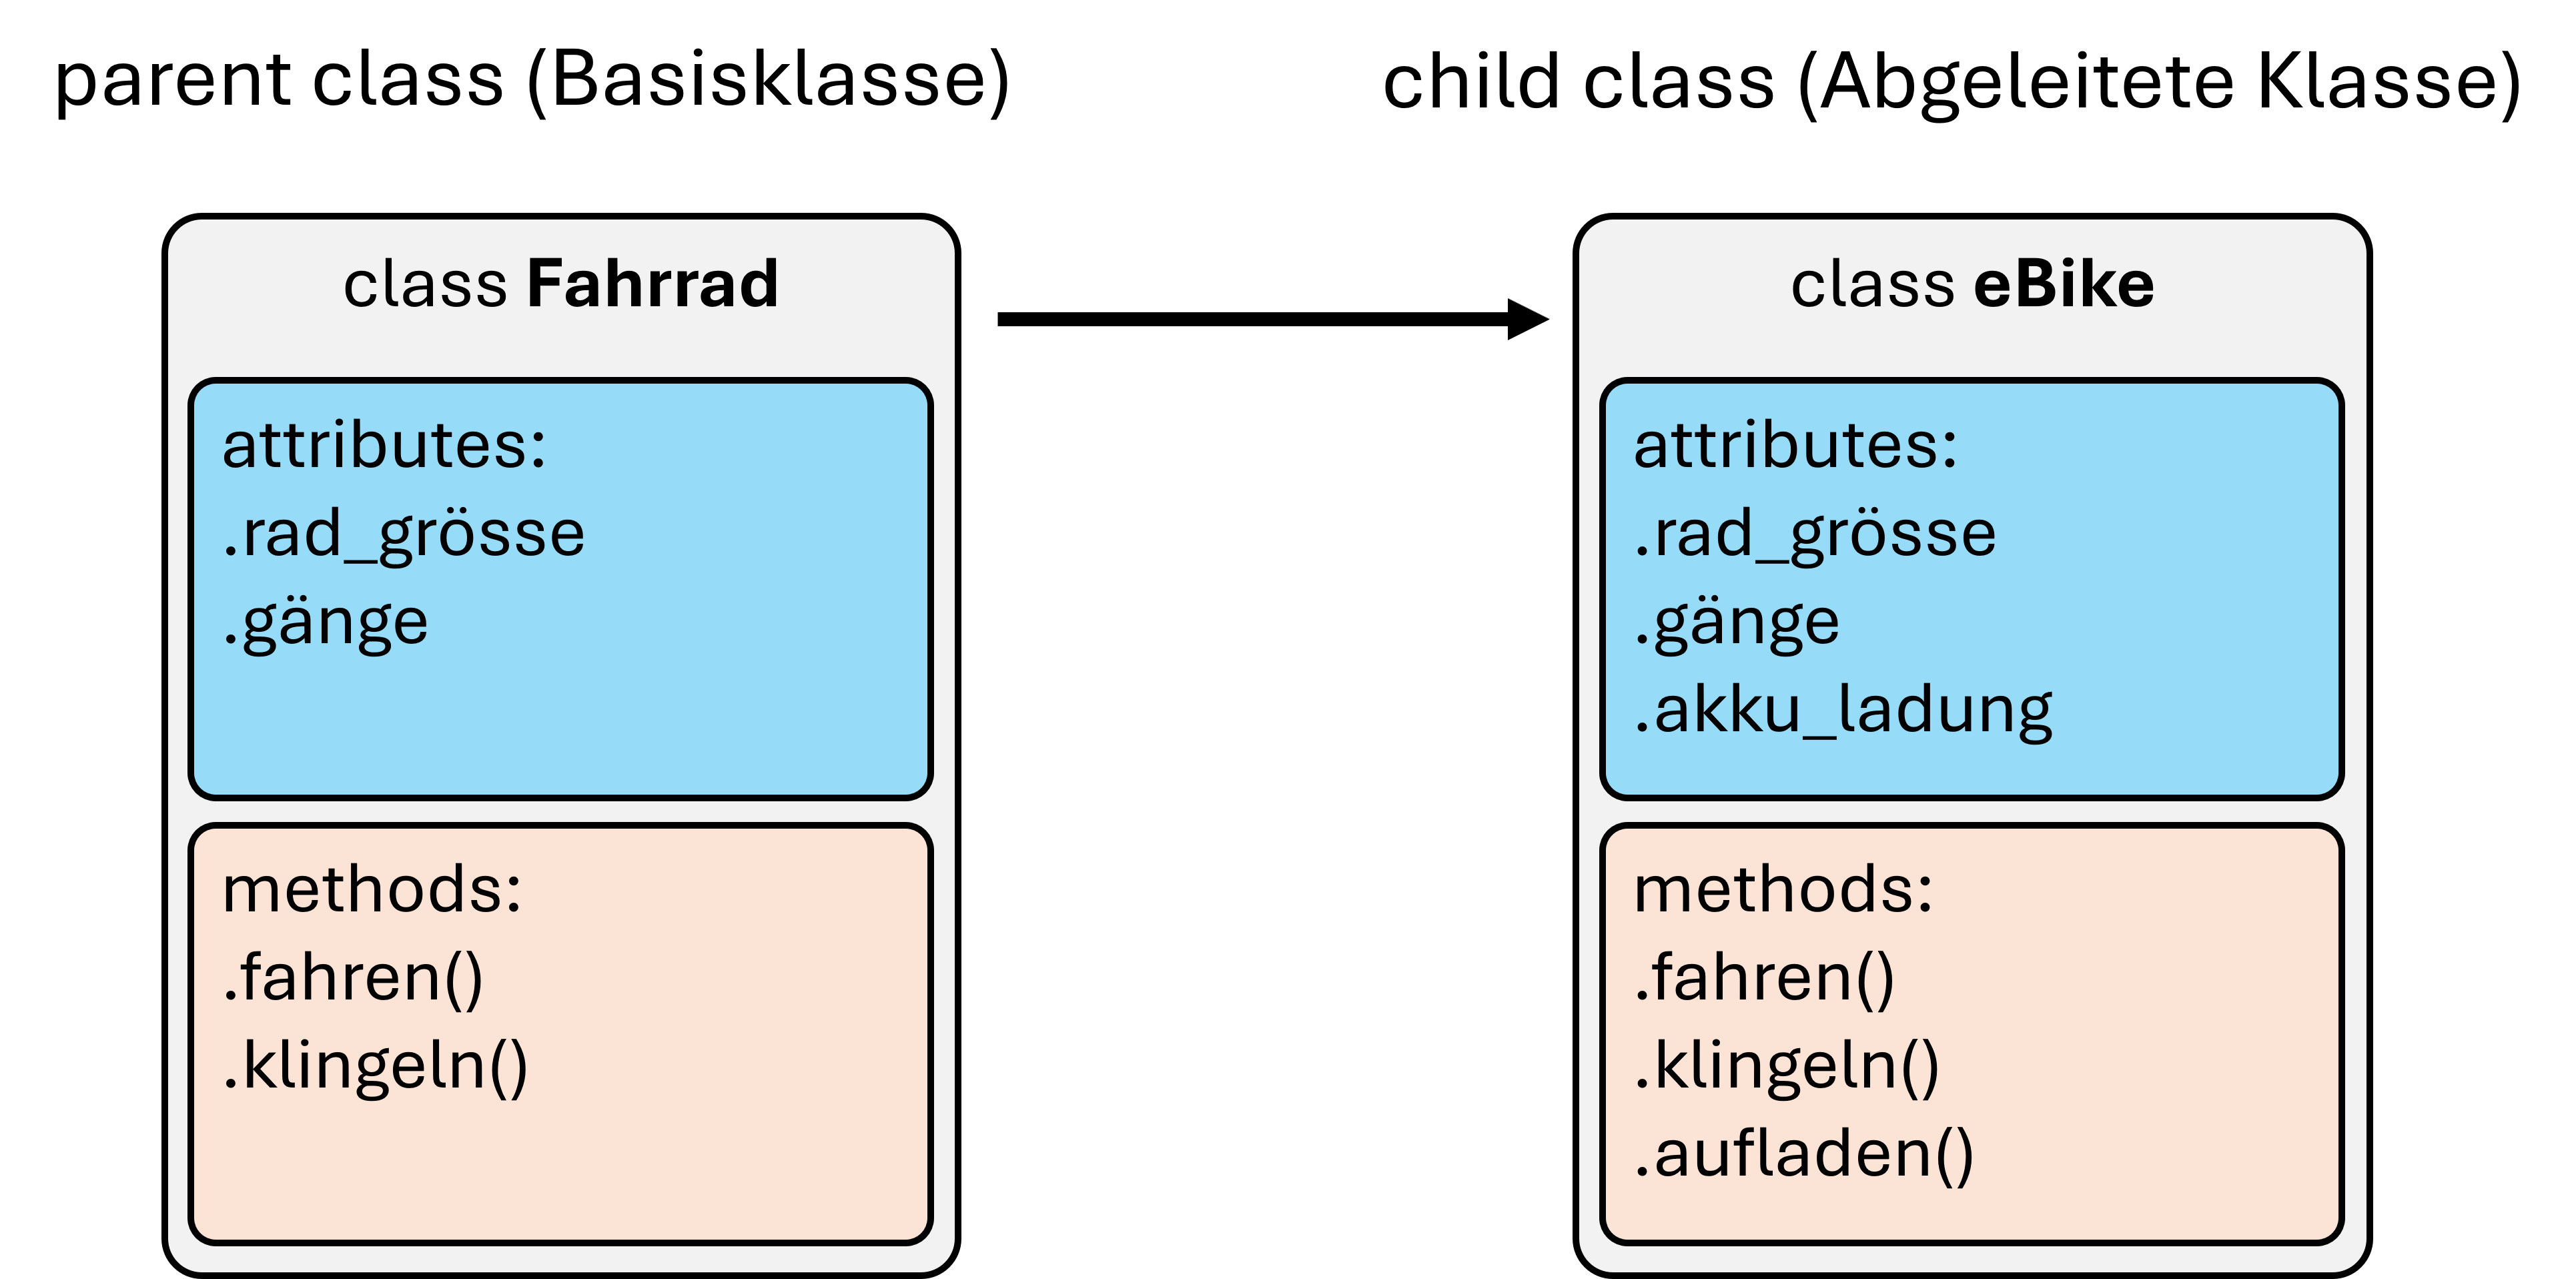 parent class (Basisklasse)
child class (Abgeleitete Klasse)
class Fahrrad
attributes:
.rad_grösse
.gänge
methods:
.fahren()
.klingeln()
class eBike
attributes:
.rad_grösse
.gänge
.akku_ladung
methods:
.fahren()
.klingeln()
.aufladen()